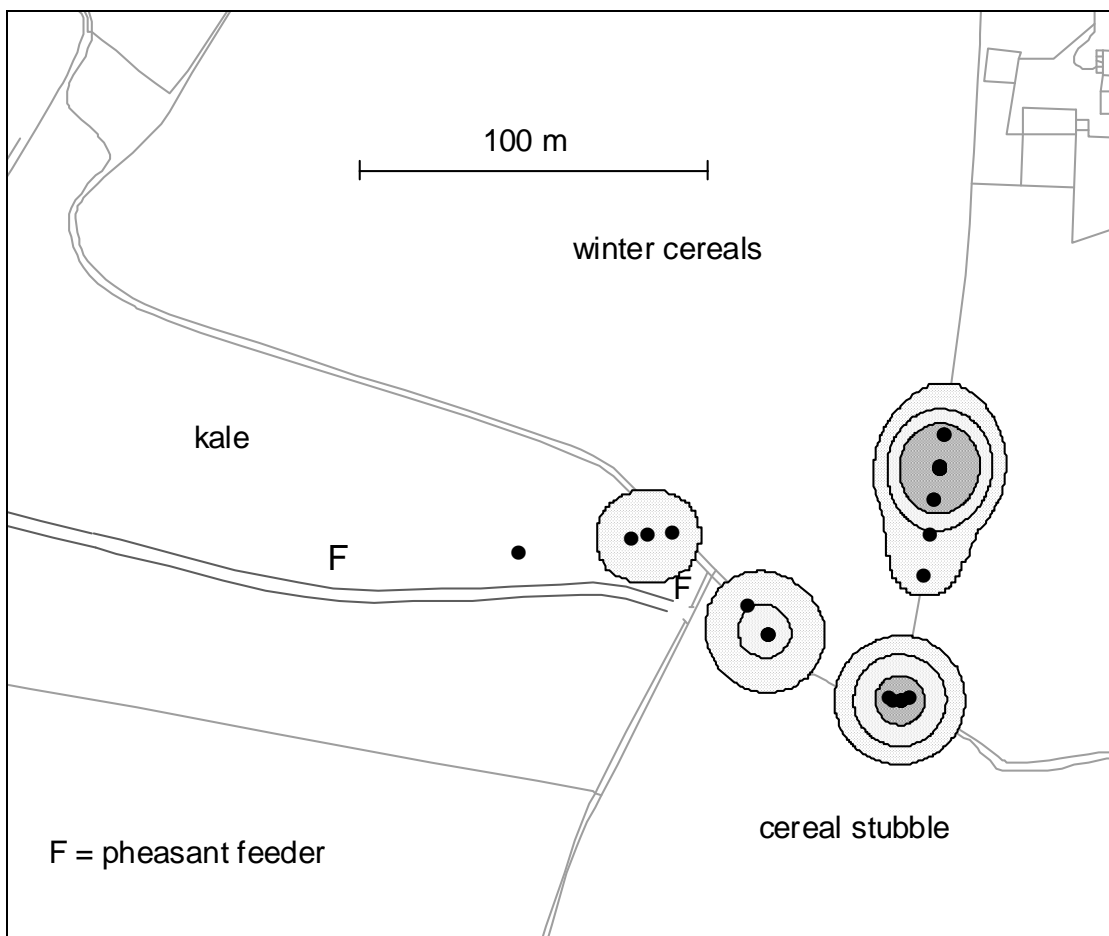 100 m
winter cereals
kale
F
F
cereal stubble
F = pheasant feeder